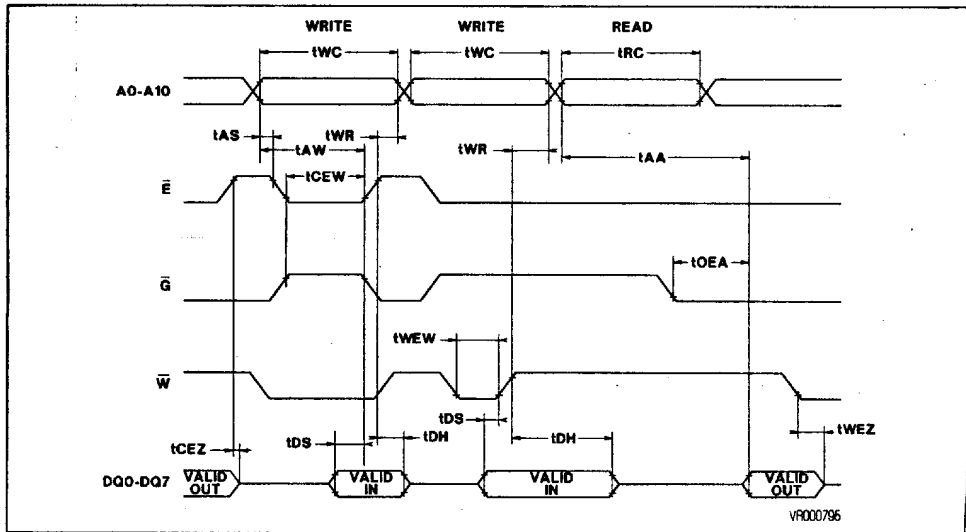 WRITE WRITE READ
tWC tWC tRC
A0-A10
tAS tWR
tAW tWR tAA
tCEW
E̅
tOEA
G̅
tWEW
W̅
tDS
tCEZ tDS tDH tDH tWEZ
DQ0-DQ7 VALID OUT VALID IN VALID IN VALID OUT
VR000796